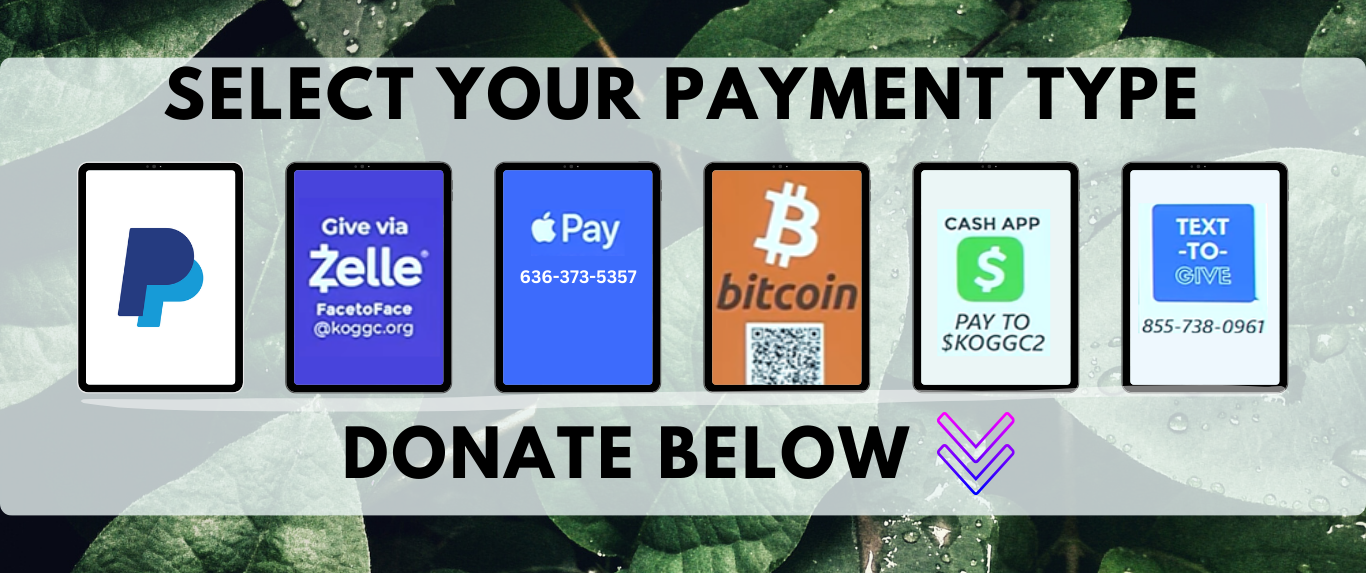 SELECT YOUR PAYMENT TYPE
Give via
Zelle®
FacetoFace
@koggc.org
Pay
636-373-5357
bitcoin
CASH APP
$
PAY TO
$KOGGC2
TEXT
-TO-
GIVE
855-738-0961
DONATE BELOW